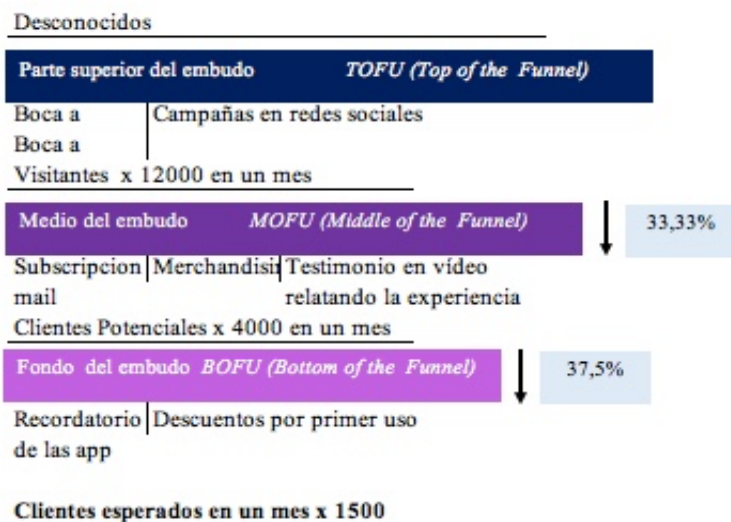 Desconocidos
Parte superior del embudo TOFU (Top of the Funnel)
Boca a Campañas en redes sociales
Boca a
Visitantes x 12000 en un mes
Medio del embudo MOFU (Middle of the Funnel) 33,33%
Subscripcion Merchandisi Testimonio en vídeo
mail relatando la experiencia
Clientes Potenciales x 4000 en un mes
Fondo del embudo BOFU (Bottom of the Funnel) 37,5%
Recordatorio Descuentos por primer uso
de las app
Clientes esperados en un mes x 1500